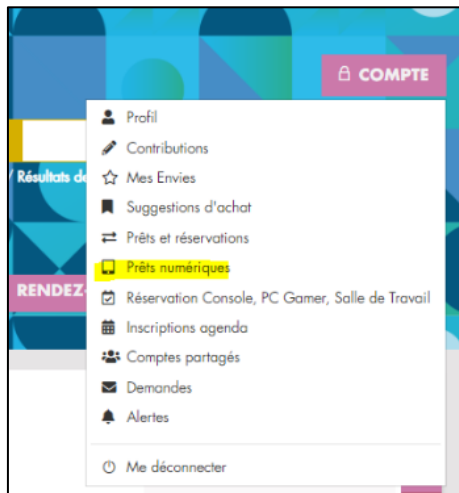 COMPTE
Profil
Contributions
/ Résultats de
Mes Envies
Suggestions d'achat
Prêts et réservations
Prêts numériques
RENDEZ-
Réservation Console, PC Gamer, Salle de Travail
Inscriptions agenda
Comptes partagés
Demandes
Alertes
Me déconnecter